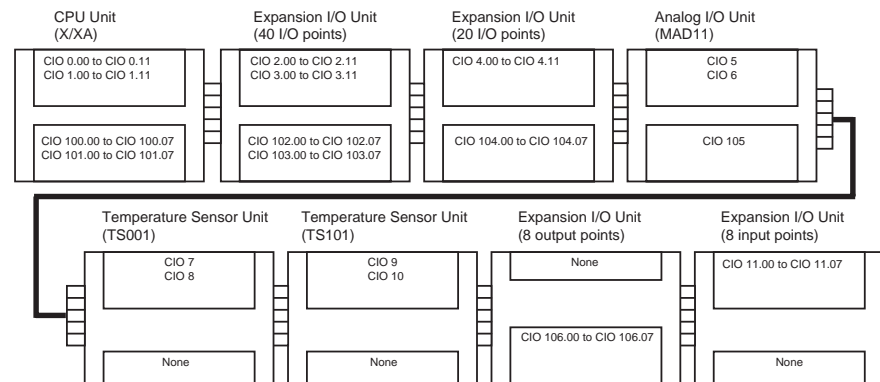 CPU Unit
(X/XA)
CIO 0.00 to CIO 0.11
CIO 1.00 to CIO 1.11
CIO 100.00 to CIO 100.07
CIO 101.00 to CIO 101.07
Expansion I/O Unit
(40 I/O points)
CIO 2.00 to CIO 2.11
CIO 3.00 to CIO 3.11
CIO 102.00 to CIO 102.07
CIO 103.00 to CIO 103.07
Expansion I/O Unit
(20 I/O points)
CIO 4.00 to CIO 4.11
CIO 104.00 to CIO 104.07
Analog I/O Unit
(MAD11)
CIO 5
CIO 6
CIO 105
Temperature Sensor Unit
(TS001)
CIO 7
CIO 8
None
Temperature Sensor Unit
(TS101)
CIO 9
CIO 10
None
Expansion I/O Unit
(8 output points)
None
CIO 106.00 to CIO 106.07
Expansion I/O Unit
(8 input points)
CIO 11.00 to CIO 11.07
None